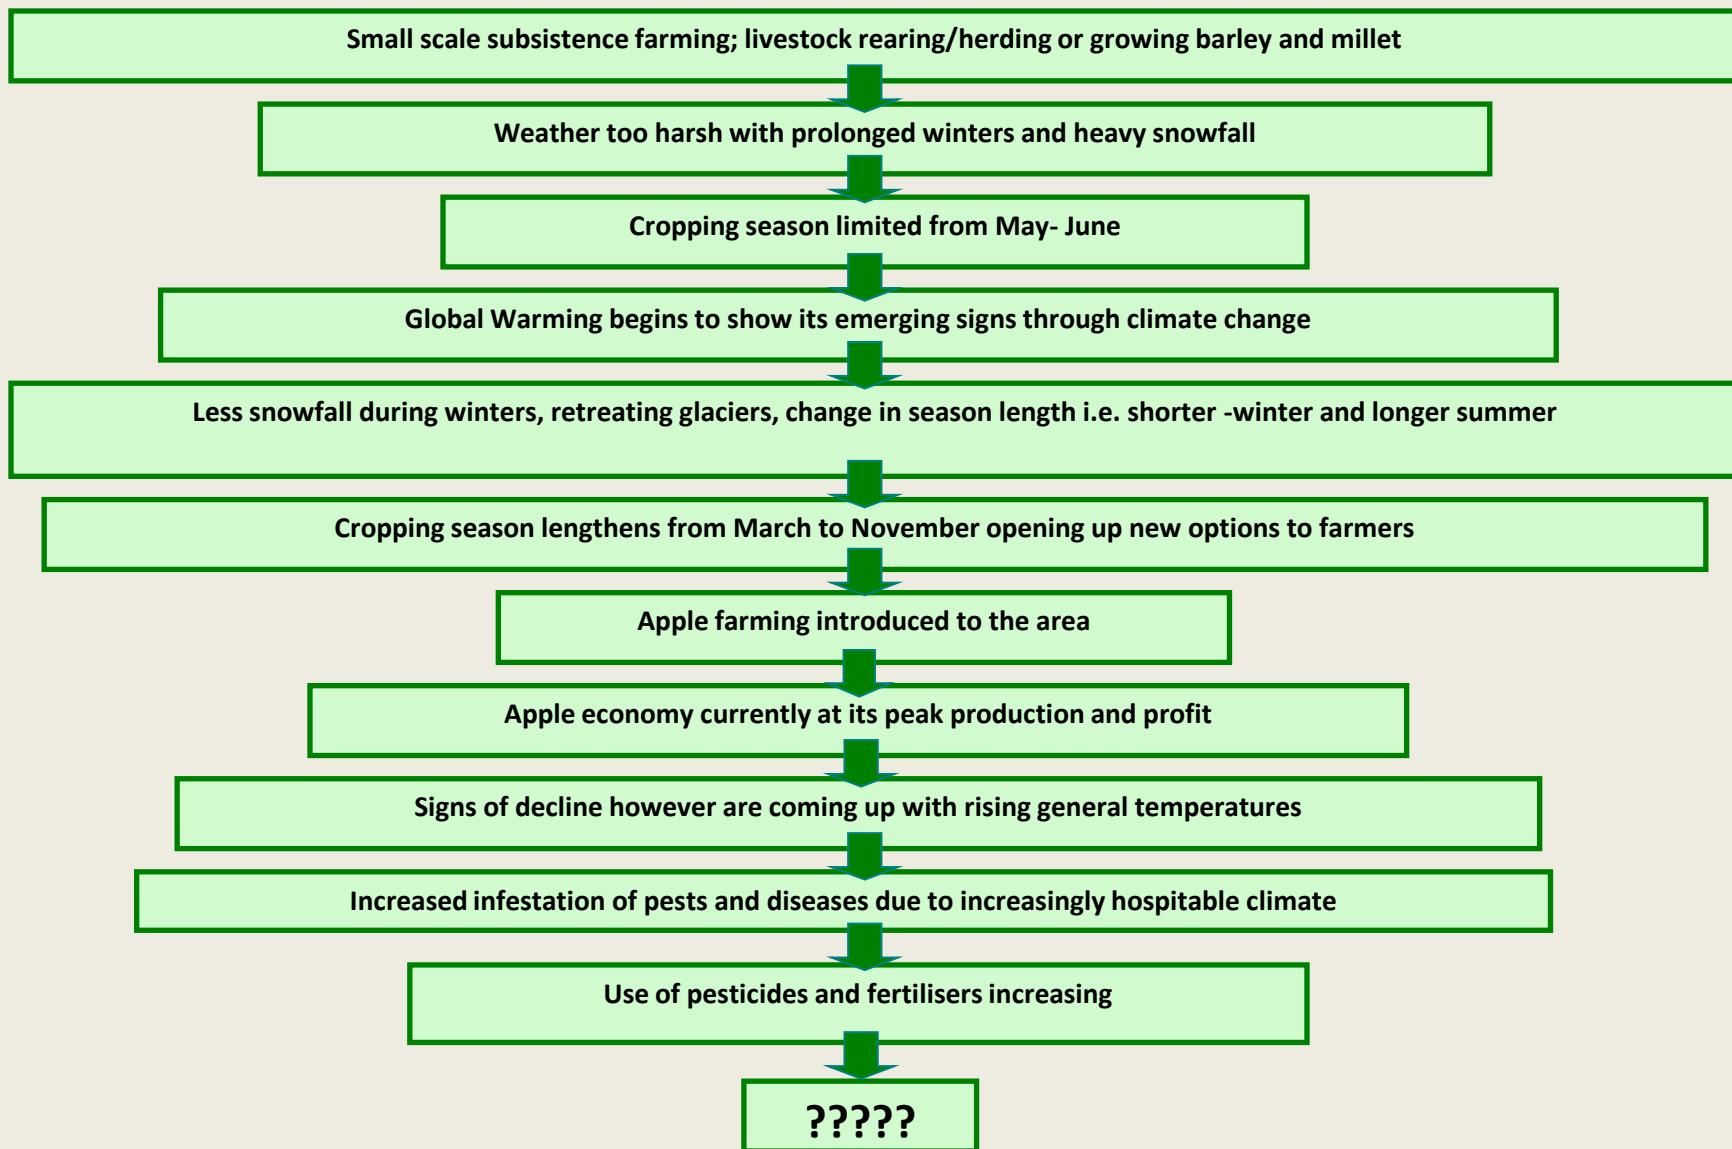 Small scale subsistence farming; livestock rearing/herding or growing barley and millet
Weather too harsh with prolonged winters and heavy snowfall
Cropping season limited from May- June
Global Warming begins to show its emerging signs through climate change
Less snowfall during winters, retreating glaciers, change in season length i.e. shorter -winter and longer summer
Cropping season lengthens from March to November opening up new options to farmers
Apple farming introduced to the area
Apple economy currently at its peak production and profit
Signs of decline however are coming up with rising general temperatures
Increased infestation of pests and diseases due to increasingly hospitable climate
Use of pesticides and fertilisers increasing
?????